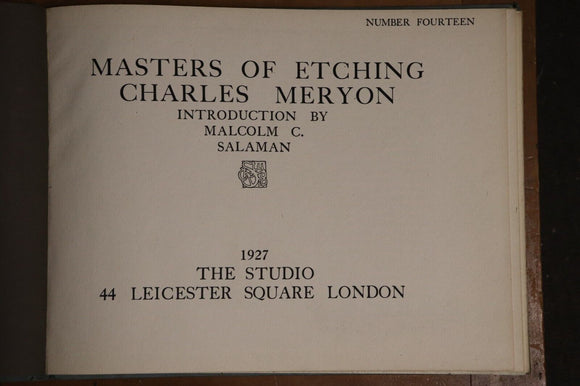 NUMBER FOURTEEN
MASTERS OF ETCHING
CHARLES MERYON
INTRODUCTION BY
MALCOLM C.
SALAMAN
1927
THE STUDIO
44 LEICESTER SQUARE LONDON